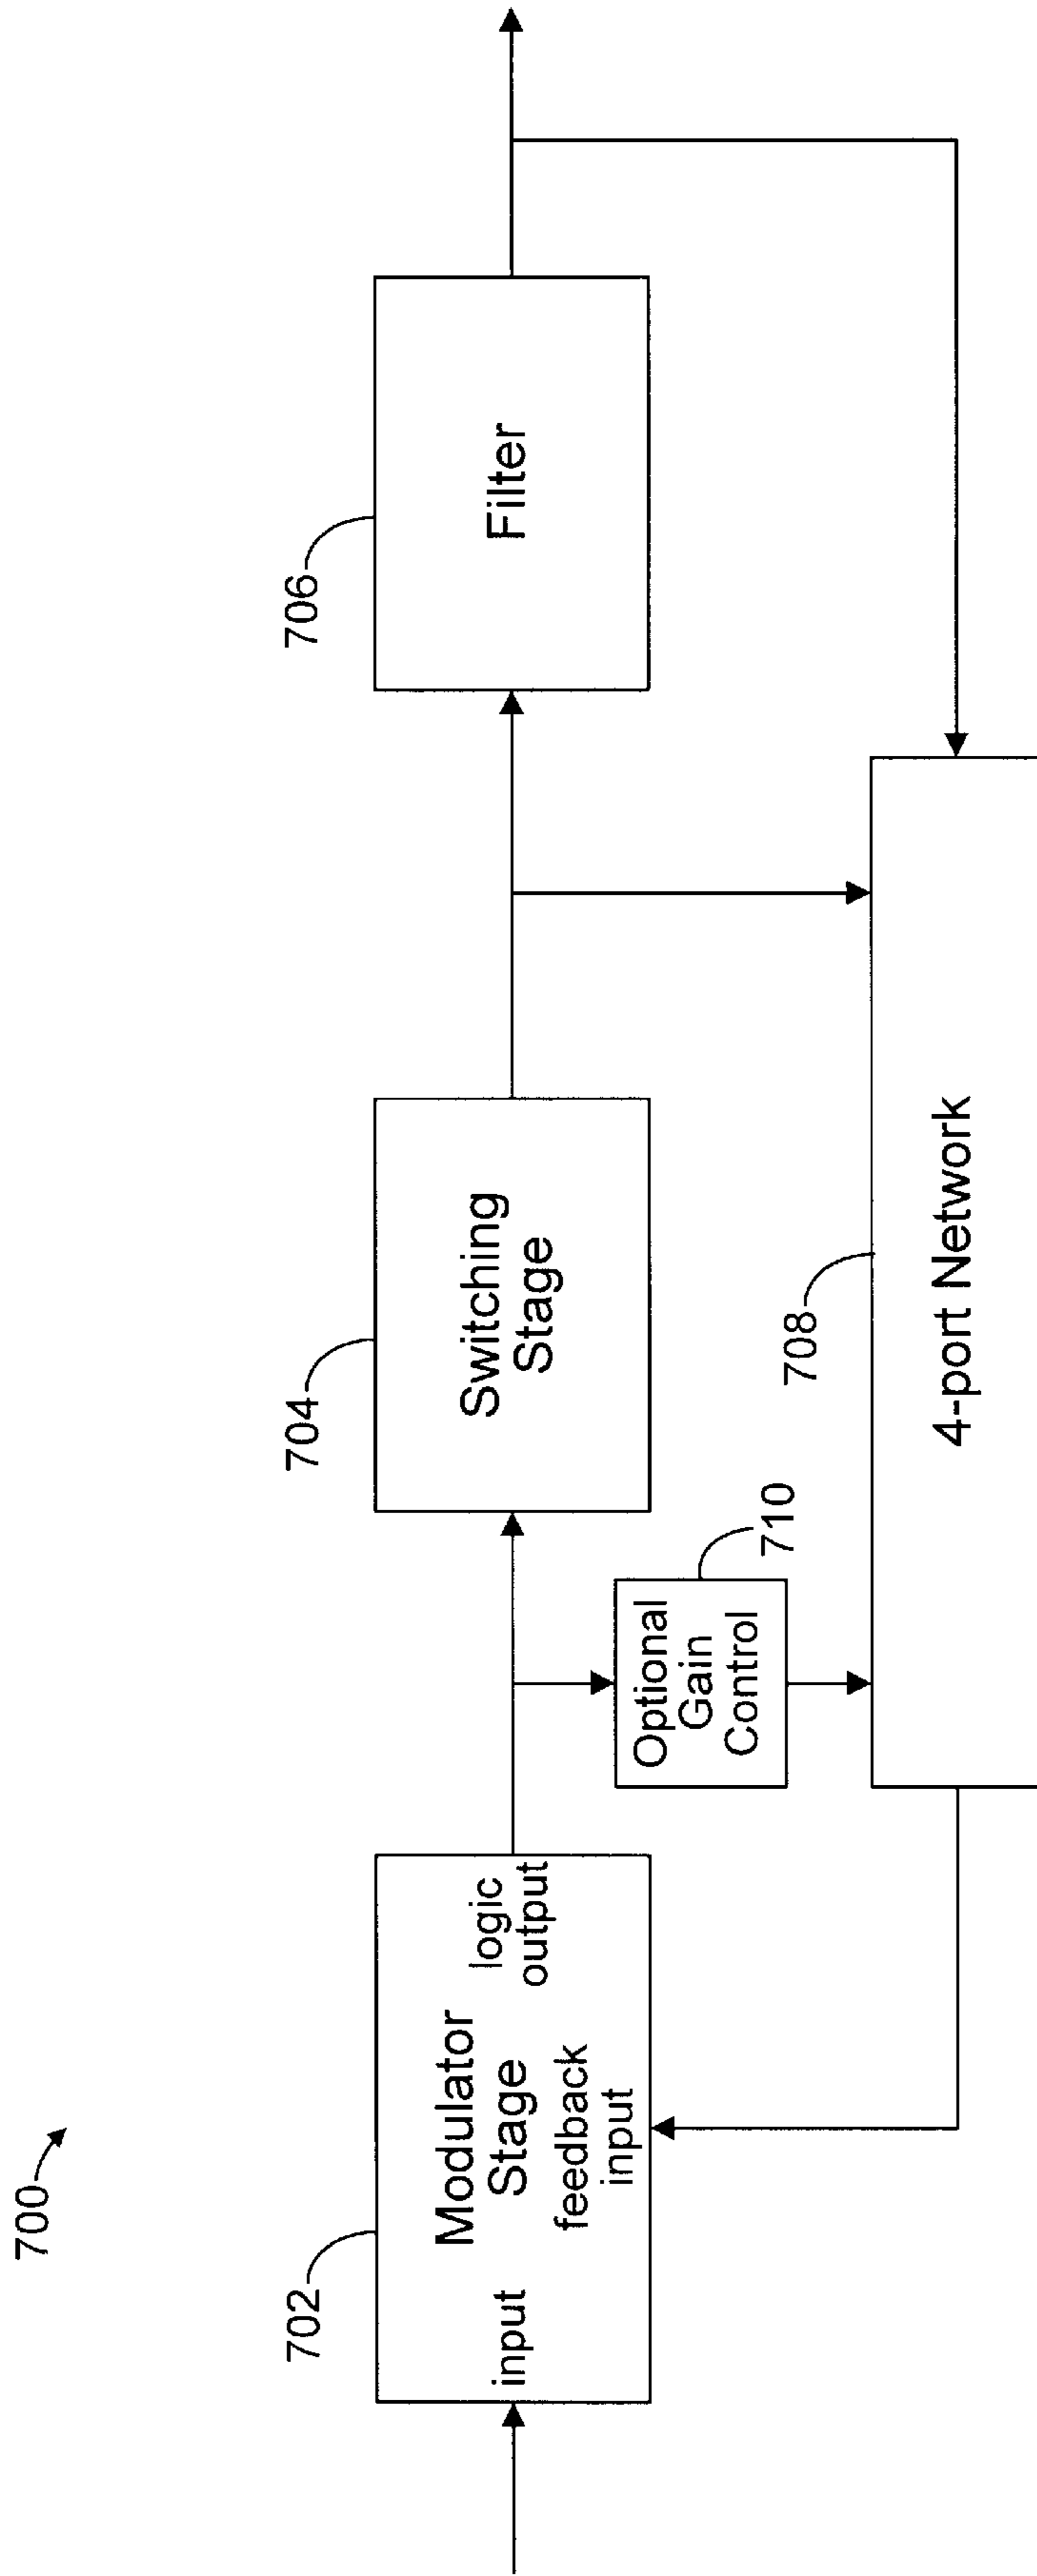 700
702
input
Modulator
Stage
feedback
input
logic
output
704
Switching
Stage
706
Filter
710
Optional
Gain
Control
708
4-port Network